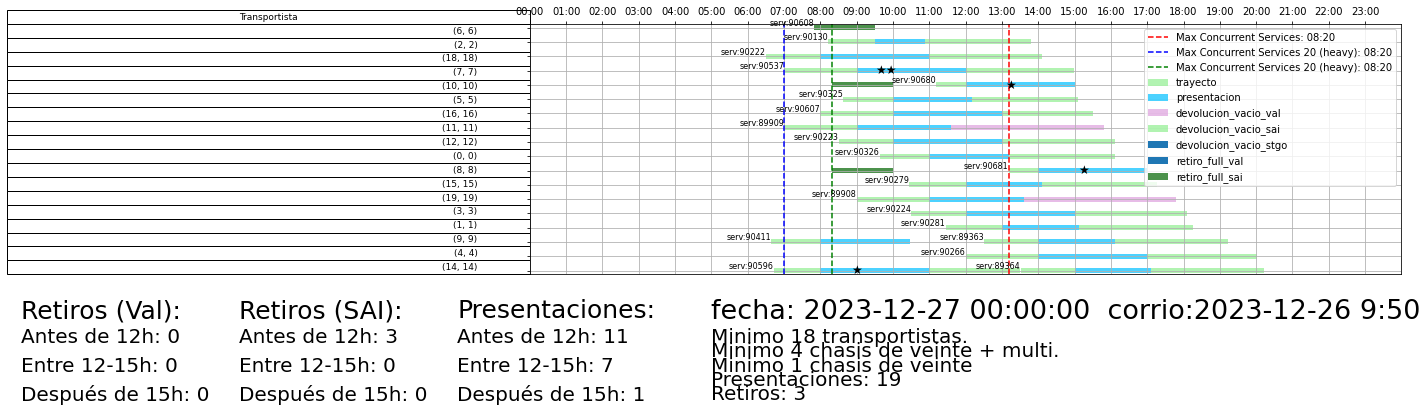 Transportista
00:00 01:00 02:00 03:00 04:00 05:00 06:00 07:00 08:00 09:00 10:00 11:00 12:00 13:00 14:00 15:00 16:00 17:00 18:00 19:00 20:00 21:00 22:00 23:00
(6, 6) serv:90608
(2, 2) serv:90130
(18, 18) serv:90222
(7, 7) serv:90537
(10, 10) serv:90680
(5, 5) serv:90325
(16, 16) serv:90607
(11, 11) serv:89909
(12, 12) serv:90223
(0, 0) serv:90326
(8, 8) serv:90681
(15, 15) serv:90279
(19, 19) serv:89908
(3, 3) serv:90224
(1, 1) serv:90281
(9, 9) serv:90411 serv:89363
(4, 4) serv:90266
(14, 14) serv:90596 serv:89364
Max Concurrent Services: 08:20
Max Concurrent Services 20 (heavy): 08:20
Max Concurrent Services 20 (heavy): 08:20
trayecto
presentacion
devolucion_vacio_val
devolucion_vacio_sai
devolucion_vacio_stgo
retiro_full_val
retiro_full_sai
Retiros (Val):
Antes de 12h: 0
Entre 12-15h: 0
Después de 15h: 0
Retiros (SAI):
Antes de 12h: 3
Entre 12-15h: 0
Después de 15h: 0
Presentaciones:
Antes de 12h: 11
Entre 12-15h: 7
Después de 15h: 1
fecha: 2023-12-27 00:00:00 corrio:2023-12-26 9:50
Minimo 18 transportistas.
Minimo 4 chasis de veinte + multi.
Minimo 1 chasis de veinte
Presentaciones: 19
Retiros: 3